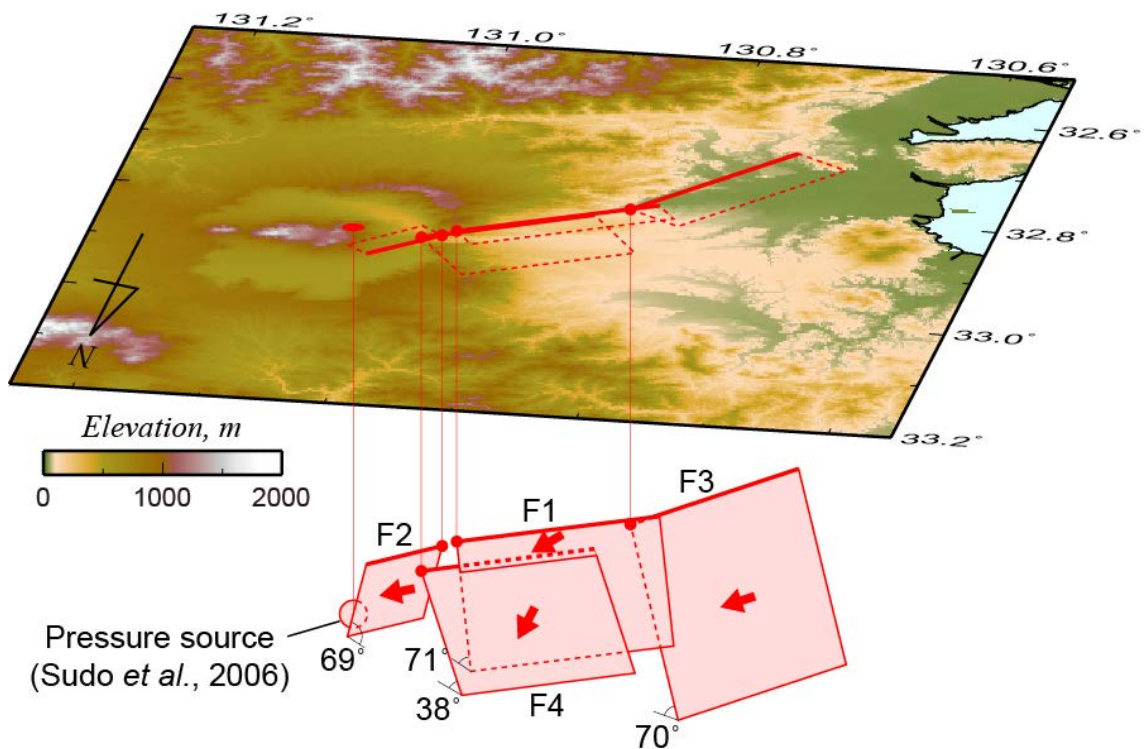 131.2°
131.0°
130.8°
130.6°
32.6°
32.8°
33.0°
33.2°
N
Elevation, m
0
1000
2000
F3
F1
F2
Pressure source
(Sudo et al., 2006)
69°
71°
38°
F4
70°